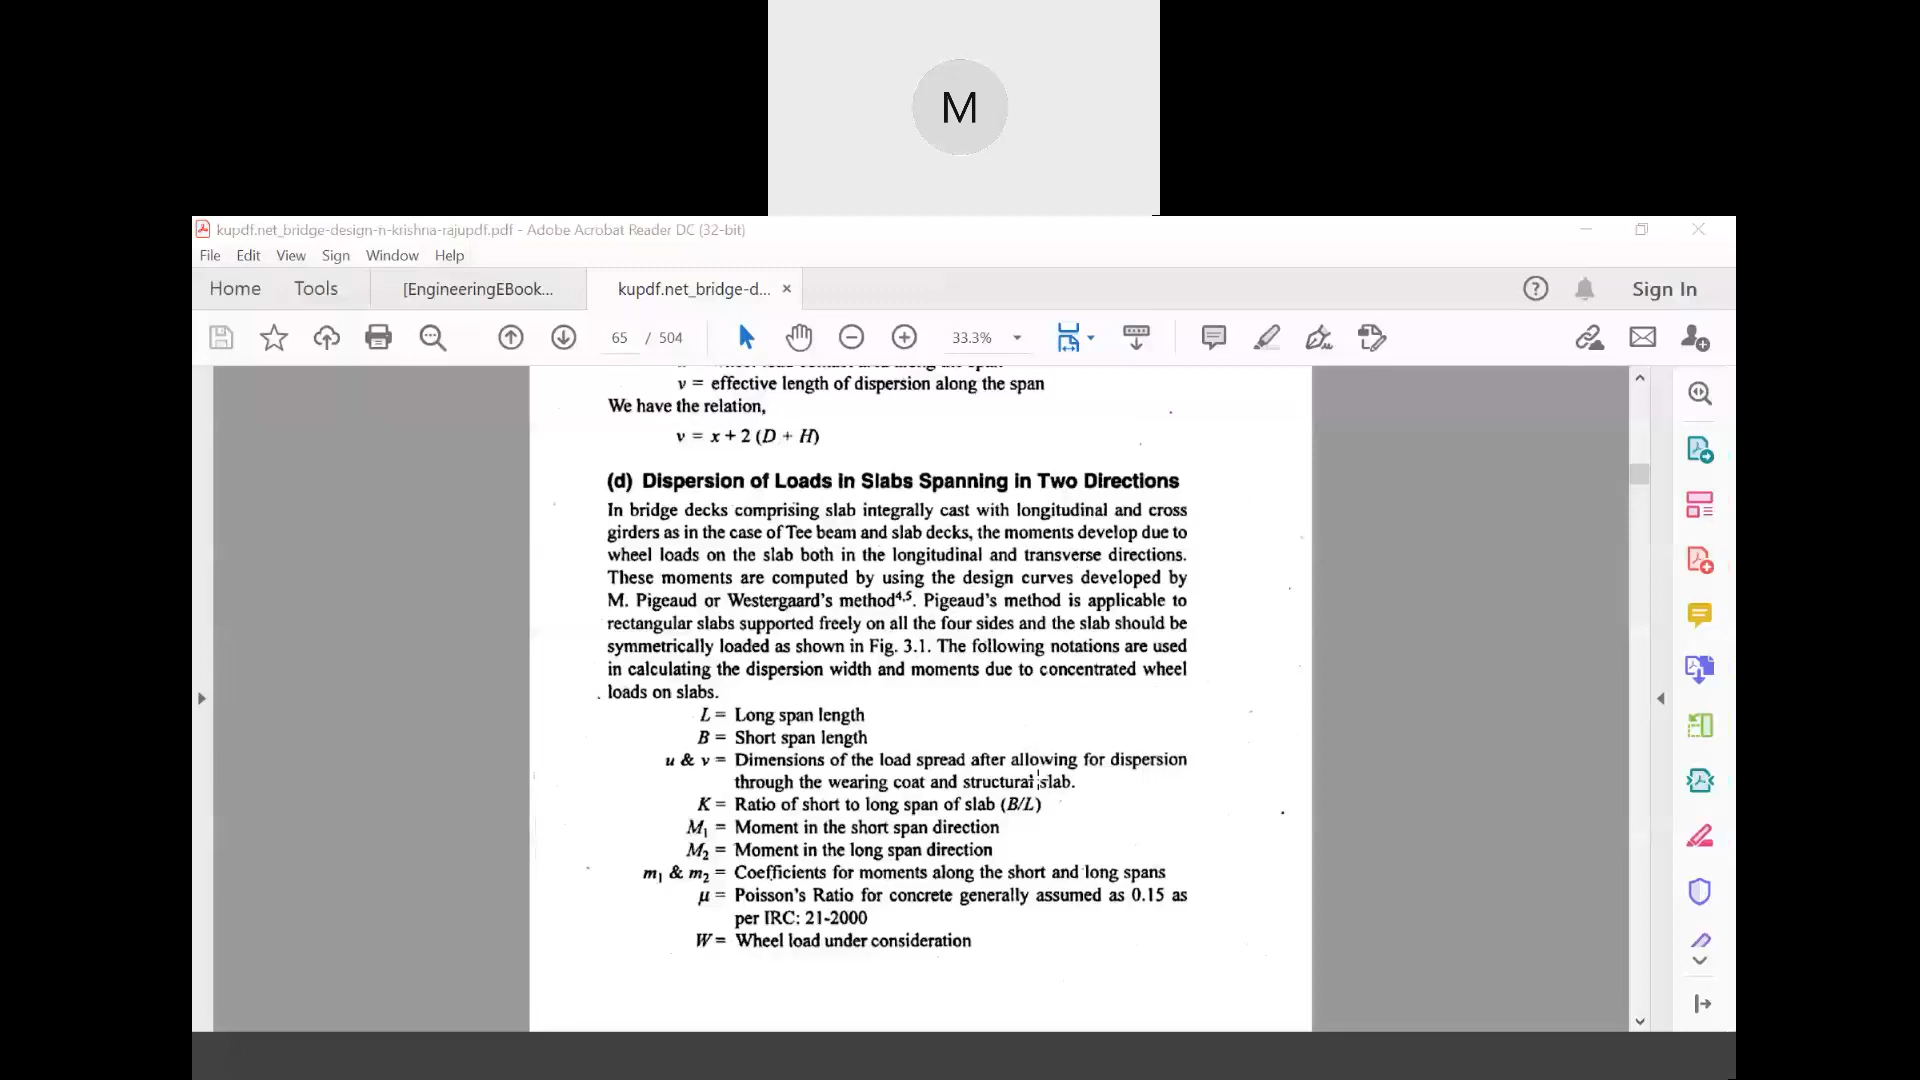 M
kupdf.net_bridge-design-n-krishna-rajupdf.pdf - Adobe Acrobat Reader DC (32-bit)
File Edit View Sign Window Help
Home Tools [EngineeringEBook... kupdf.net_bridge-d... × Sign In
65 / 504 33.3%
v = effective length of dispersion along the span
We have the relation,
v = x + 2 (D + H)
(d) Dispersion of Loads in Slabs Spanning in Two Directions
In bridge decks comprising slab integrally cast with longitudinal and cross
girders as in the case of Tee beam and slab decks, the moments develop due to
wheel loads on the slab both in the longitudinal and transverse directions.
These moments are computed by using the design curves developed by
M. Pigeaud or Westergaard's method⁴,⁵. Pigeaud's method is applicable to
rectangular slabs supported freely on all the four sides and the slab should be
symmetrically loaded as shown in Fig. 3.1. The following notations are used
in calculating the dispersion width and moments due to concentrated wheel
loads on slabs.
L = Long span length
B = Short span length
u & v = Dimensions of the load spread after allowing for dispersion
through the wearing coat and structural slab.
K = Ratio of short to long span of slab (B/L)
M₁ = Moment in the short span direction
M₂ = Moment in the long span direction
m₁ & m₂ = Coefficients for moments along the short and long spans
μ = Poisson's Ratio for concrete generally assumed as 0.15 as
per IRC: 21-2000
W = Wheel load under consideration